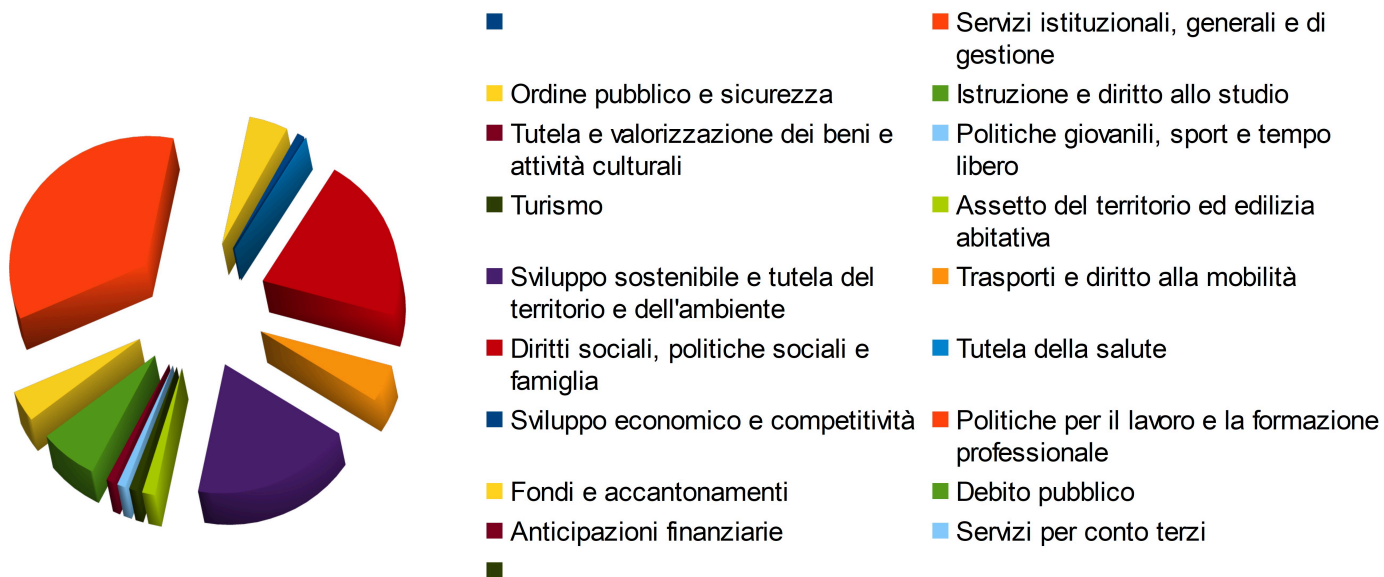 Servizi istituzionali, generali e di
gestione
Ordine pubblico e sicurezza
Istruzione e diritto allo studio
Tutela e valorizzazione dei beni e
attività culturali
Politiche giovanili, sport e tempo
libero
Turismo
Assetto del territorio ed edilizia
abitativa
Sviluppo sostenibile e tutela del
territorio e dell'ambiente
Trasporti e diritto alla mobilità
Diritti sociali, politiche sociali e
famiglia
Tutela della salute
Sviluppo economico e competitività
Politiche per il lavoro e la formazione
professionale
Fondi e accantonamenti
Debito pubblico
Anticipazioni finanziarie
Servizi per conto terzi